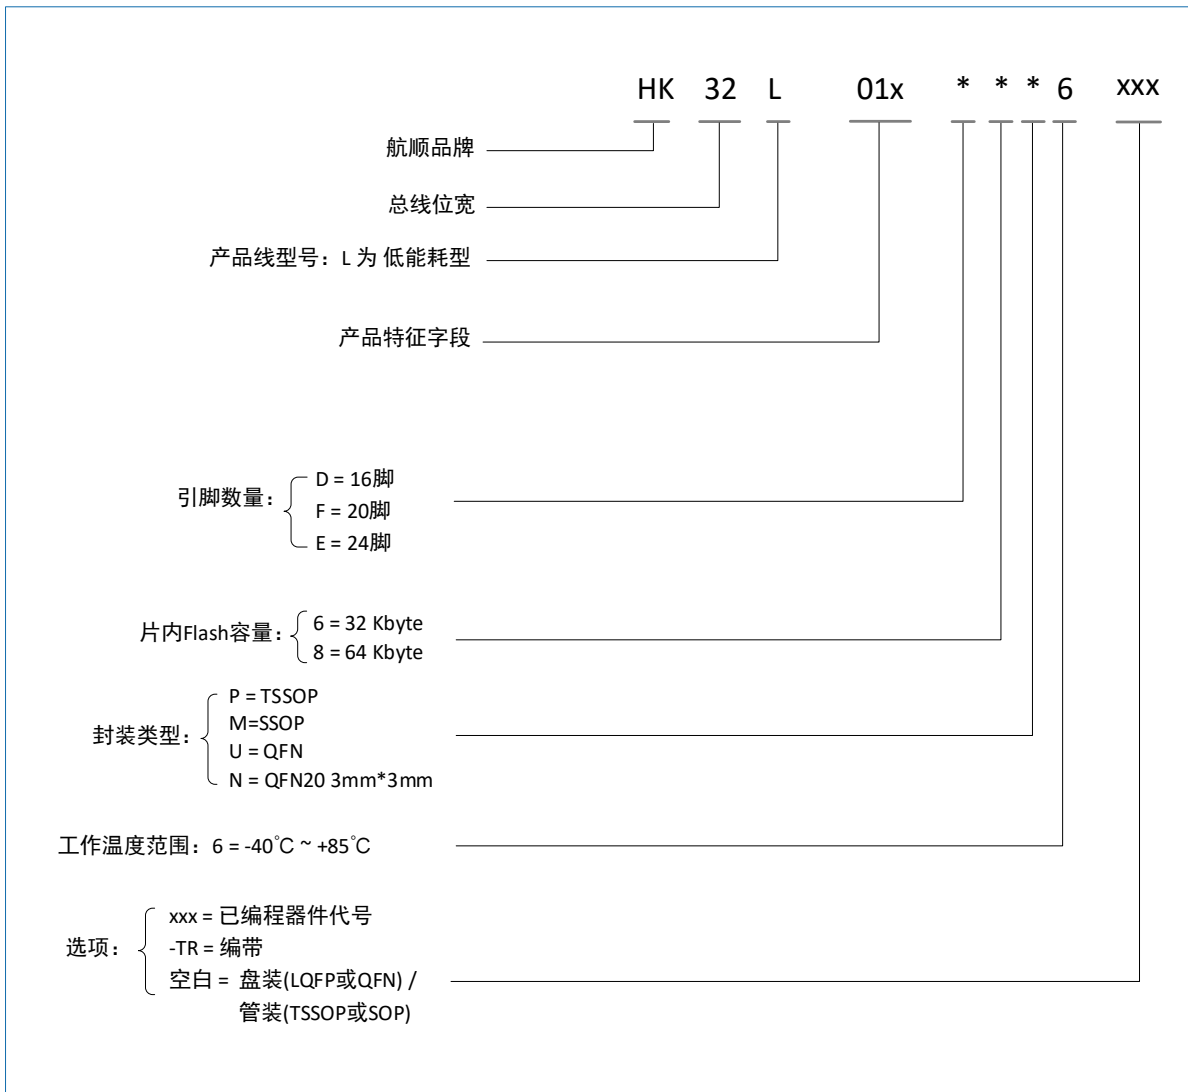 HK 32 L 01x * * * 6 xxx
航顺品牌
总线位宽
产品线型号：L 为 低能耗型
产品特征字段
引脚数量：
D = 16脚
F = 20脚
E = 24脚
片内Flash容量：
6 = 32 Kbyte
8 = 64 Kbyte
封装类型：
P = TSSOP
M=SSOP
U = QFN
N = QFN20 3mm*3mm
工作温度范围：6 = -40℃ ~ +85℃
选项：
xxx = 已编程器件代号
-TR = 编带
空白 = 盘装(LQFP或QFN) /
管装(TSSOP或SOP)